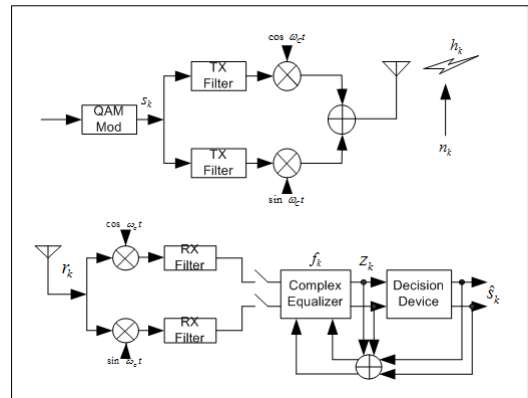 cos ω_c t
h_k
TX
Filter
s_k
QAM
Mod
n_k
TX
Filter
sin ω_c t
cos ω_c t
RX
Filter
f_k
z_k
r_k
Complex
Equalizer
Decision
Device
ŝ_k
RX
Filter
sin ω_c t